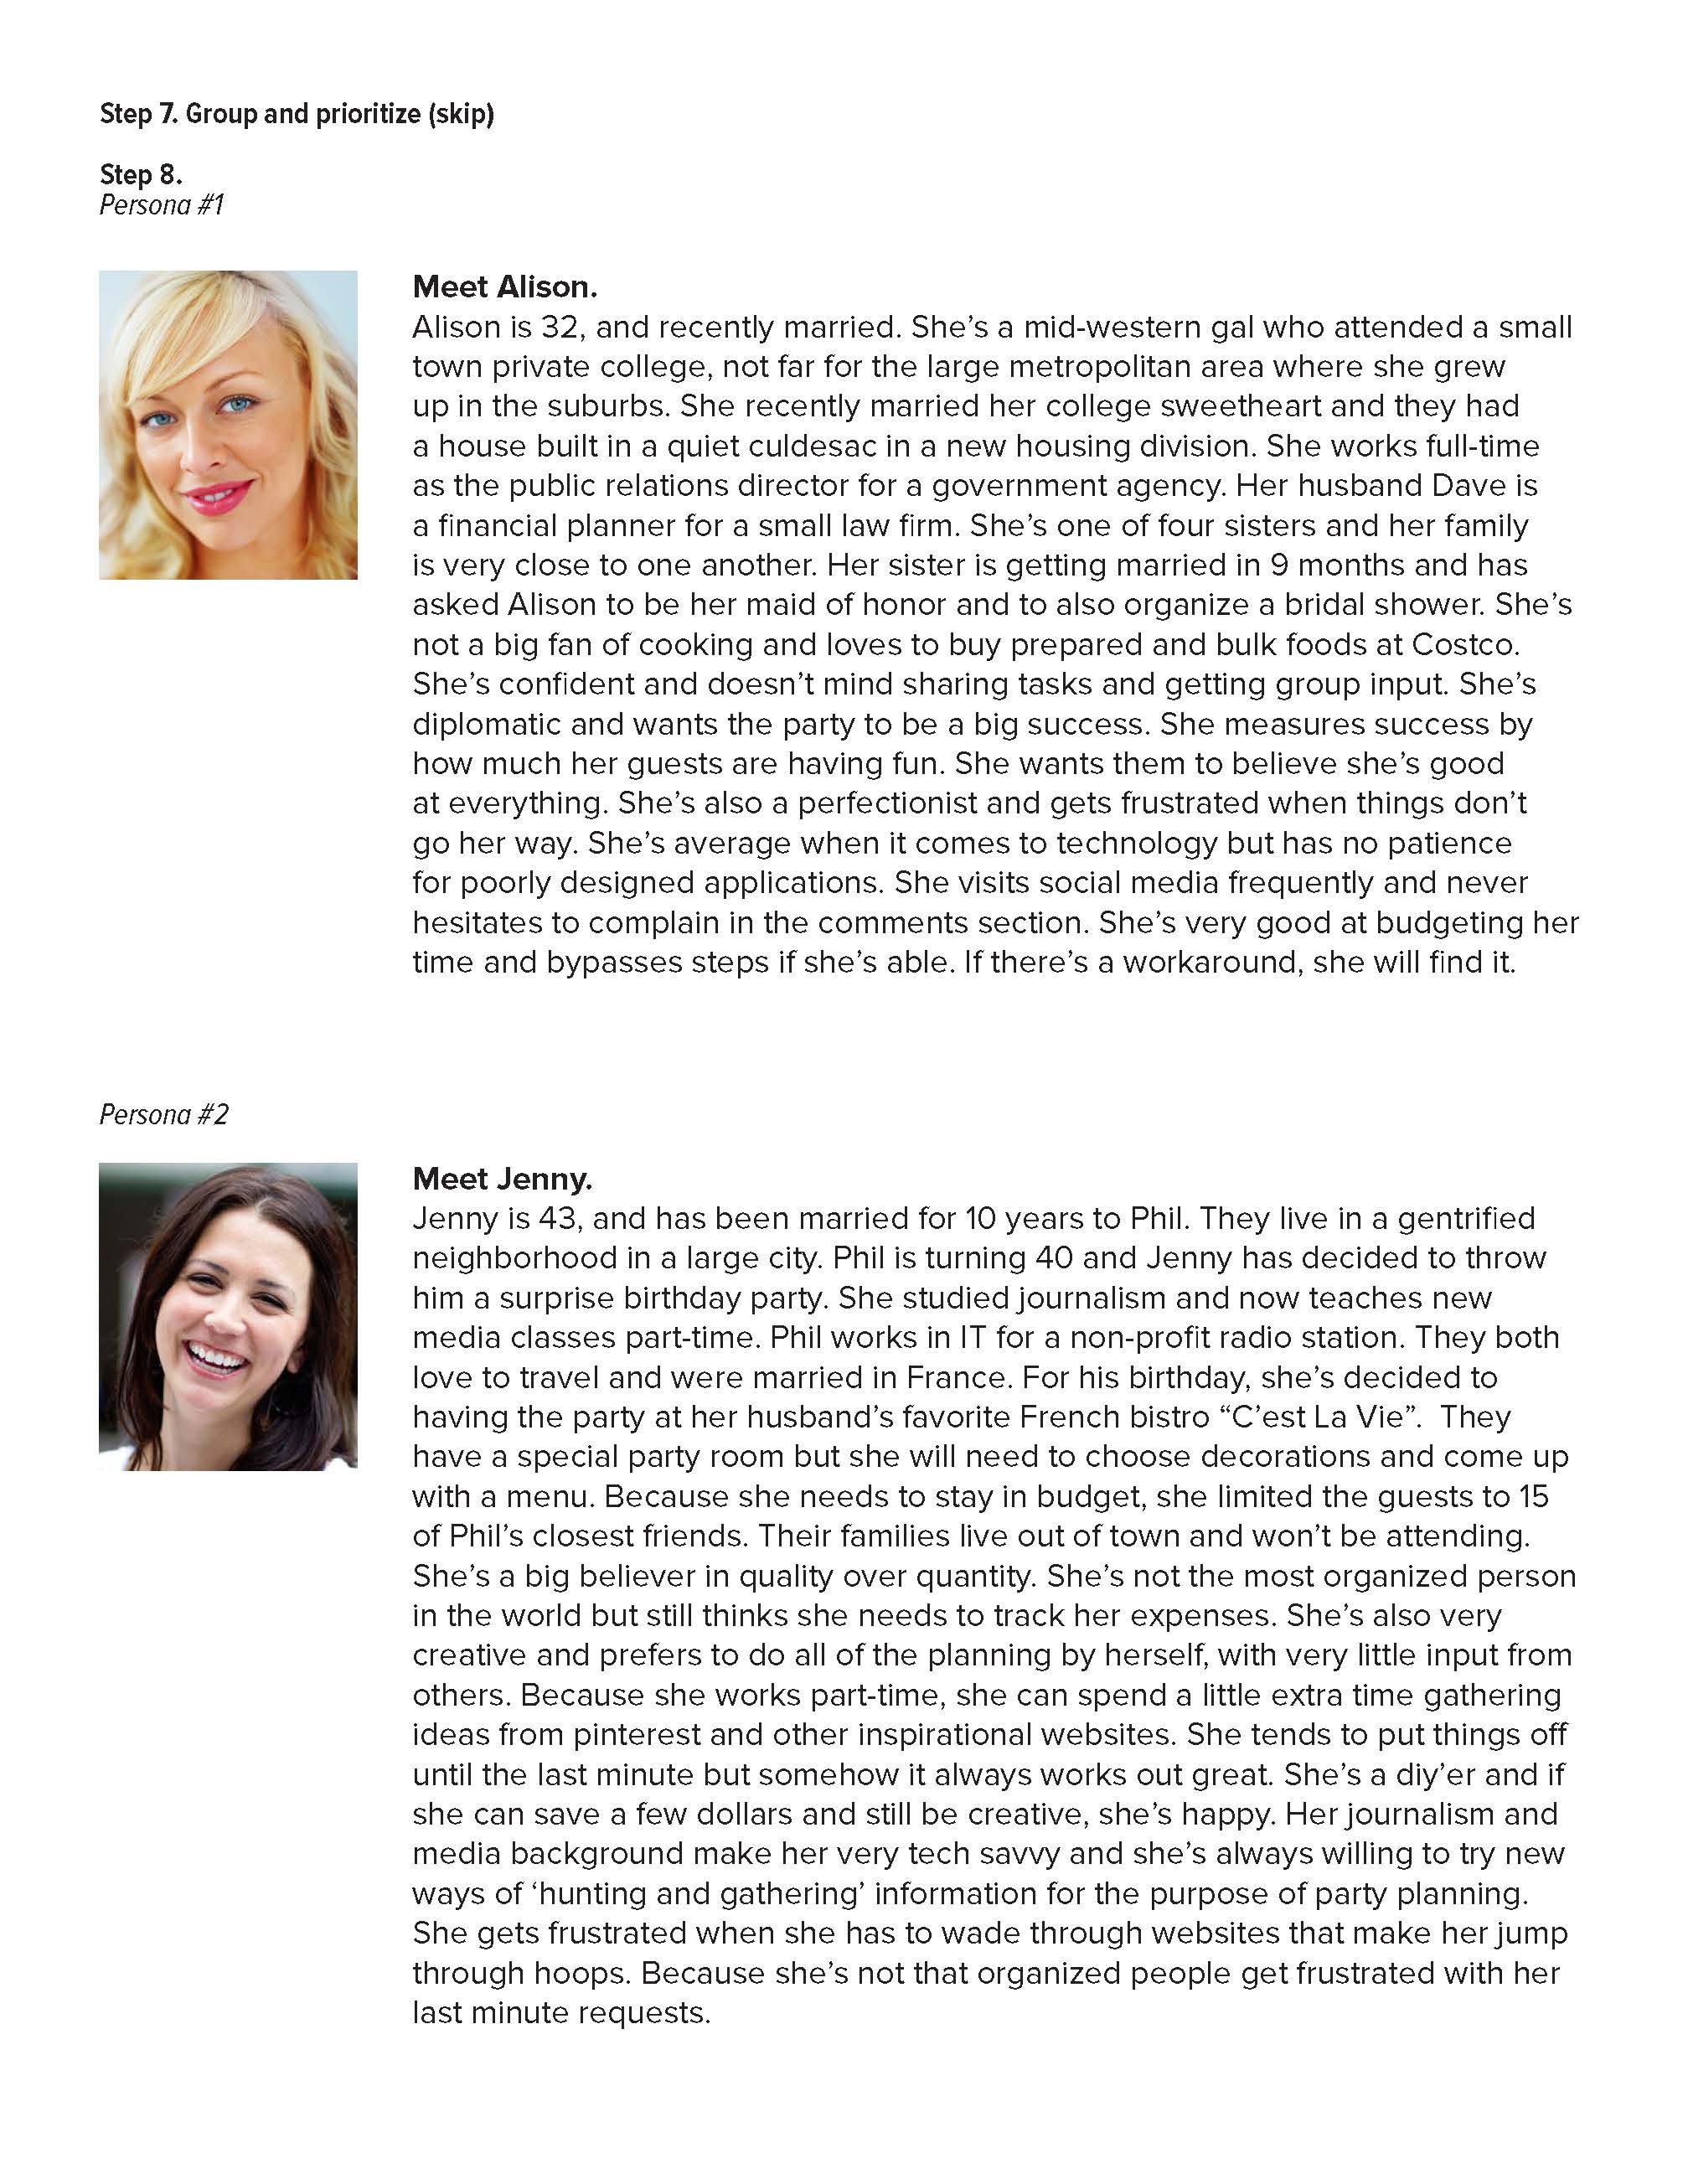 Step 7. Group and prioritize (skip)
Step 8.
Persona #1
Meet Alison.
Alison is 32, and recently married. She’s a mid-western gal who attended a small
town private college, not far for the large metropolitan area where she grew
up in the suburbs. She recently married her college sweetheart and they had
a house built in a quiet culdesac in a new housing division. She works full-time
as the public relations director for a government agency. Her husband Dave is
a financial planner for a small law firm. She’s one of four sisters and her family
is very close to one another. Her sister is getting married in 9 months and has
asked Alison to be her maid of honor and to also organize a bridal shower. She’s
not a big fan of cooking and loves to buy prepared and bulk foods at Costco.
She’s confident and doesn’t mind sharing tasks and getting group input. She’s
diplomatic and wants the party to be a big success. She measures success by
how much her guests are having fun. She wants them to believe she’s good
at everything. She’s also a perfectionist and gets frustrated when things don’t
go her way. She’s average when it comes to technology but has no patience
for poorly designed applications. She visits social media frequently and never
hesitates to complain in the comments section. She’s very good at budgeting her
time and bypasses steps if she’s able. If there’s a workaround, she will find it.
Persona #2
Meet Jenny.
Jenny is 43, and has been married for 10 years to Phil. They live in a gentrified
neighborhood in a large city. Phil is turning 40 and Jenny has decided to throw
him a surprise birthday party. She studied journalism and now teaches new
media classes part-time. Phil works in IT for a non-profit radio station. They both
love to travel and were married in France. For his birthday, she’s decided to
having the party at her husband’s favorite French bistro “C’est La Vie”.  They
have a special party room but she will need to choose decorations and come up
with a menu. Because she needs to stay in budget, she limited the guests to 15
of Phil’s closest friends. Their families live out of town and won’t be attending.
She’s a big believer in quality over quantity. She’s not the most organized person
in the world but still thinks she needs to track her expenses. She’s also very
creative and prefers to do all of the planning by herself, with very little input from
others. Because she works part-time, she can spend a little extra time gathering
ideas from pinterest and other inspirational websites. She tends to put things off
until the last minute but somehow it always works out great. She’s a diy’er and if
she can save a few dollars and still be creative, she’s happy. Her journalism and
media background make her very tech savvy and she’s always willing to try new
ways of ‘hunting and gathering’ information for the purpose of party planning.
She gets frustrated when she has to wade through websites that make her jump
through hoops. Because she’s not that organized people get frustrated with her
last minute requests.